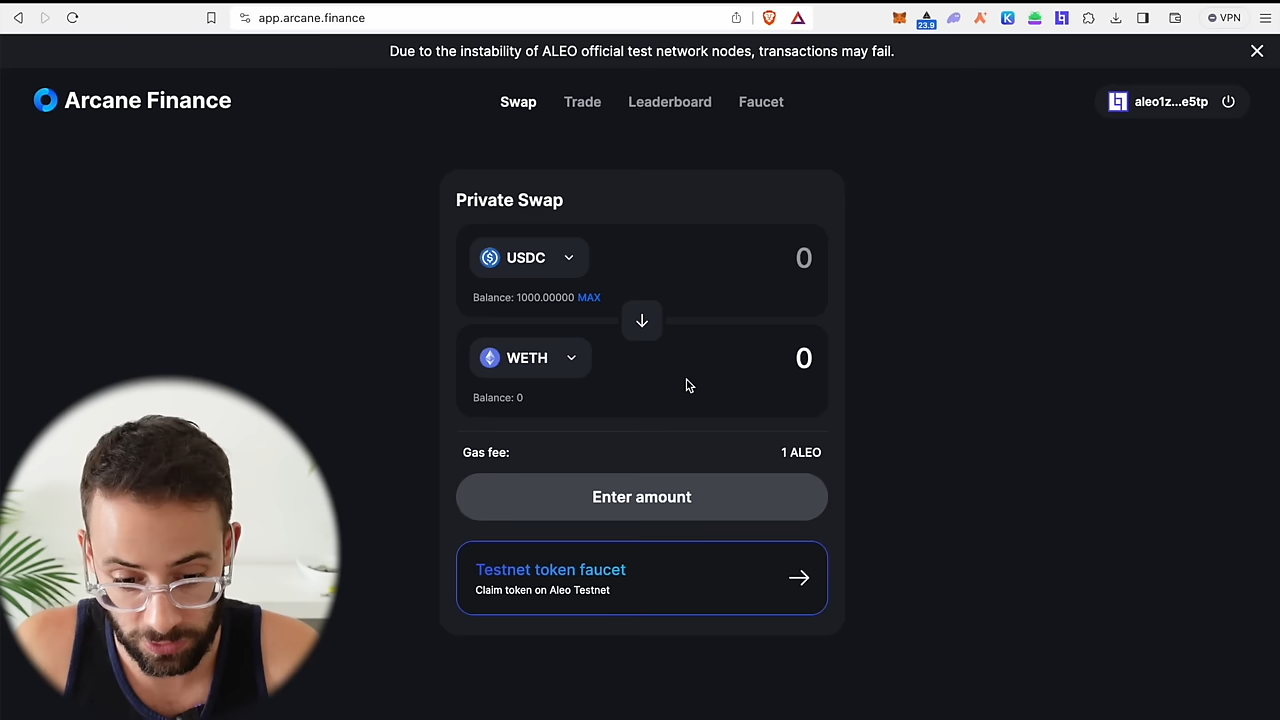 app.arcane.finance
23.9
VPN
Due to the instability of ALEO official test network nodes, transactions may fail.
Arcane Finance
Swap
Trade
Leaderboard
Faucet
aleo1z...e5tp
Private Swap
USDC
0
Balance: 1000.00000 MAX
WETH
0
Balance: 0
Gas fee:
1 ALEO
Enter amount
Testnet token faucet
Claim token on Aleo Testnet